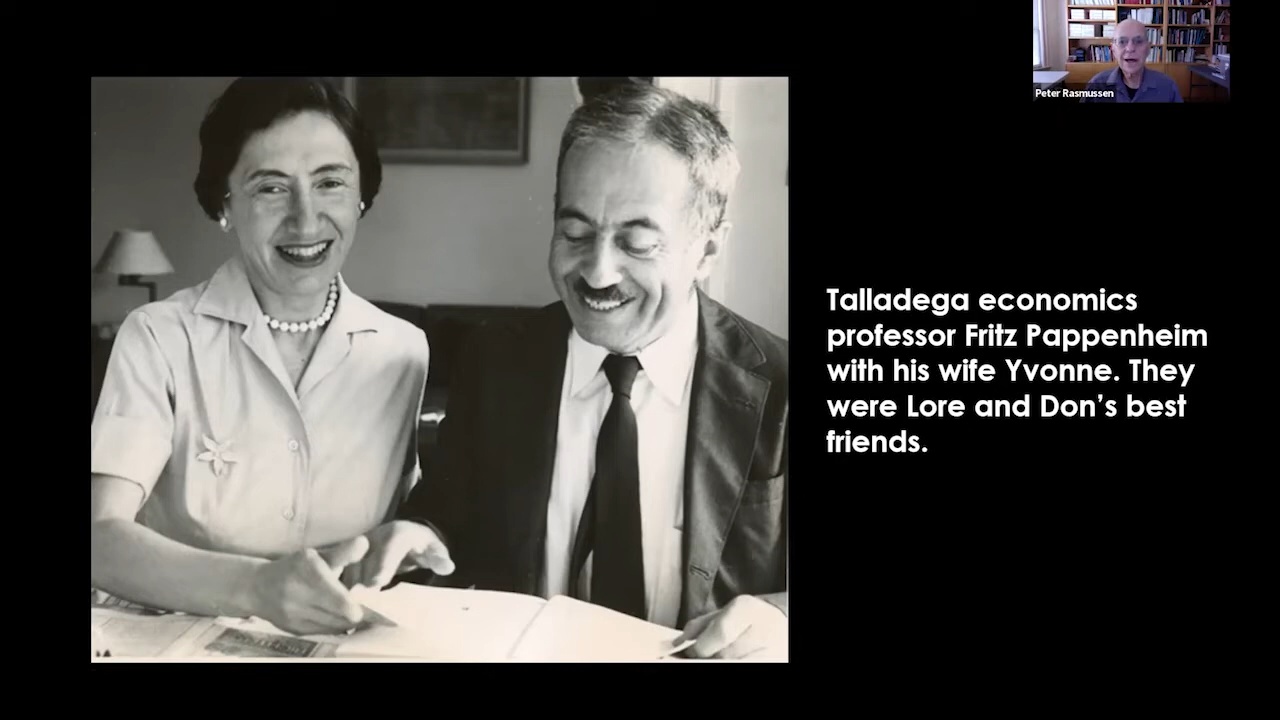 Peter Rasmussen
Talladega economics
professor Fritz Pappenheim
with his wife Yvonne. They
were Lore and Don’s best
friends.